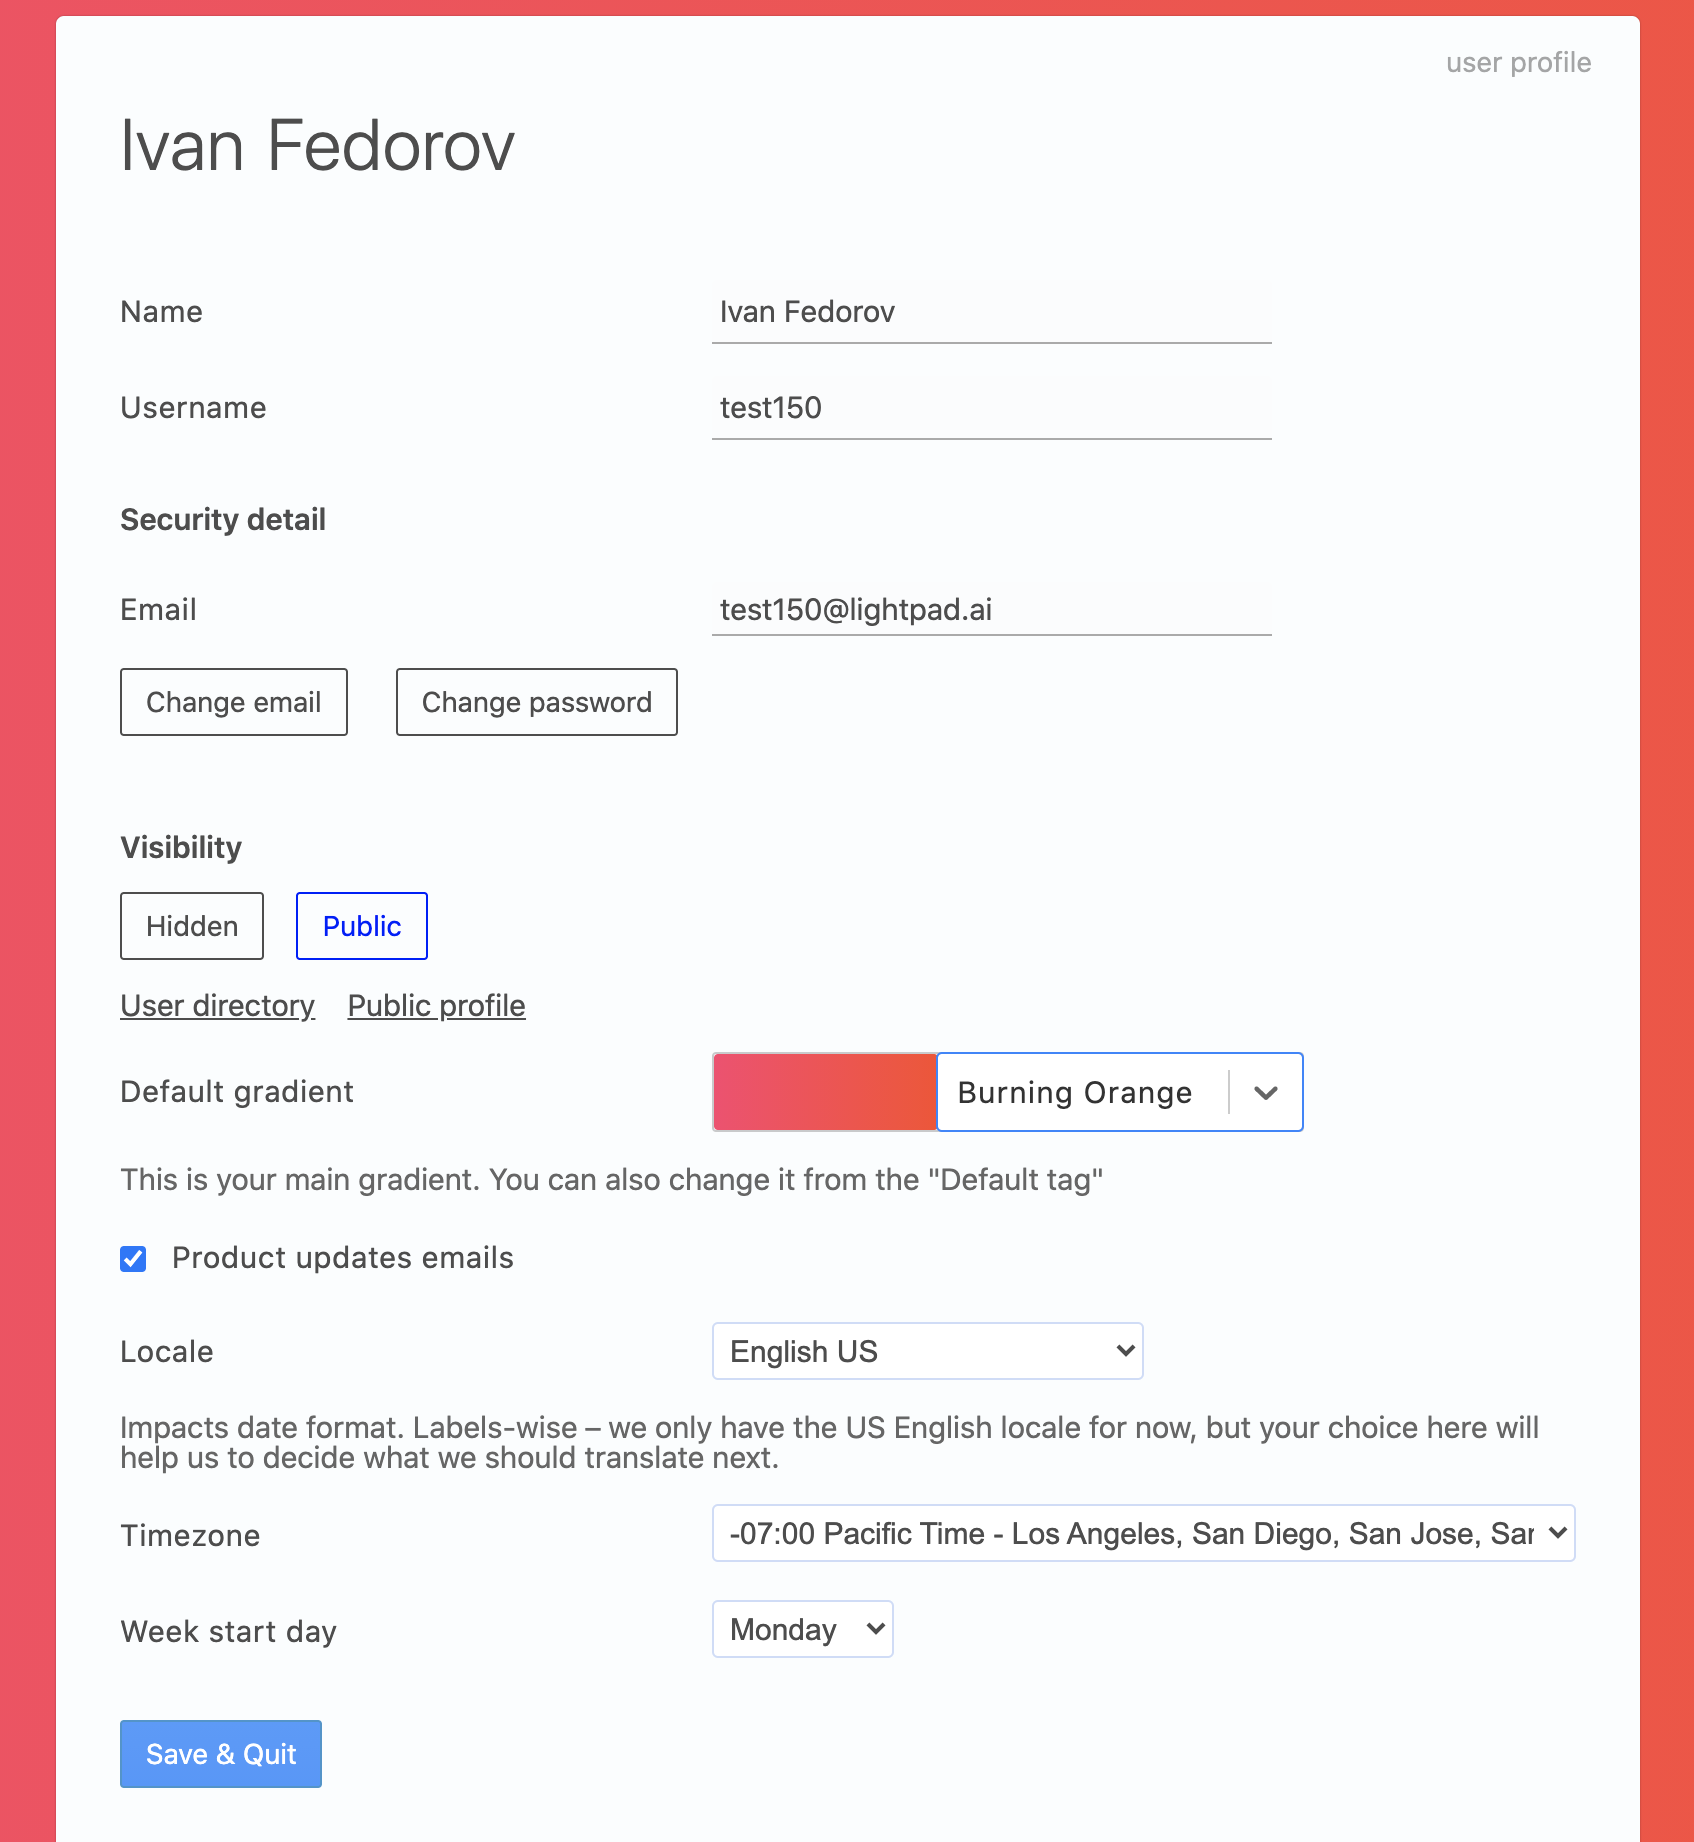 user profile
Ivan Fedorov
Name
Ivan Fedorov
Username
test150
Security detail
Email
test150@lightpad.ai
Change email
Change password
Visibility
Hidden
Public
User directory
Public profile
Default gradient
Burning Orange
This is your main gradient. You can also change it from the "Default tag"
Product updates emails
Locale
English US
Impacts date format. Labels-wise – we only have the US English locale for now, but your choice here will
help us to decide what we should translate next.
Timezone
-07:00 Pacific Time - Los Angeles, San Diego, San Jose, Sar
Week start day
Monday
Save & Quit